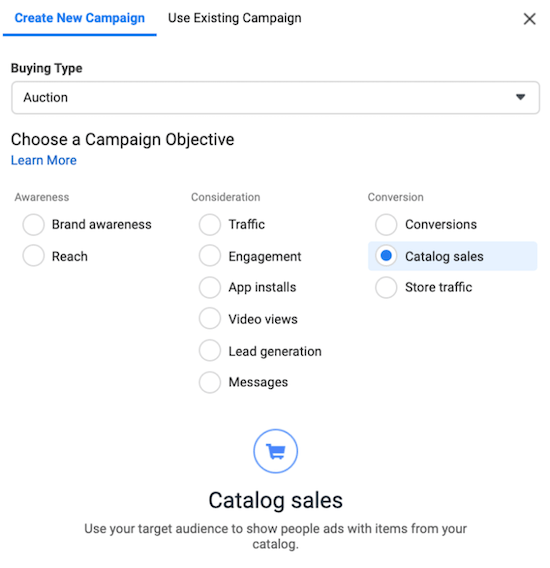 Create New Campaign Use Existing Campaign
Buying Type
Auction
Choose a Campaign Objective
Learn More
Awareness Consideration Conversion
Brand awareness Traffic Conversions
Reach Engagement Catalog sales
App installs Store traffic
Video views
Lead generation
Messages
Catalog sales
Use your target audience to show people ads with items from your
catalog.